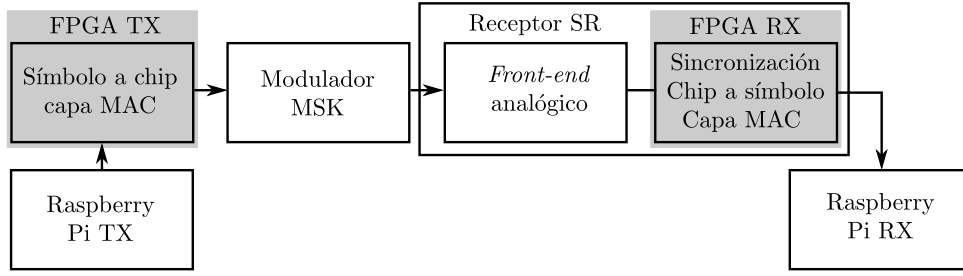 FPGA TX
Símbolo a chip
capa MAC
Modulador
MSK
Receptor SR
Front-end
analógico
FPGA RX
Sincronización
Chip a símbolo
Capa MAC
Raspberry
Pi TX
Raspberry
Pi RX